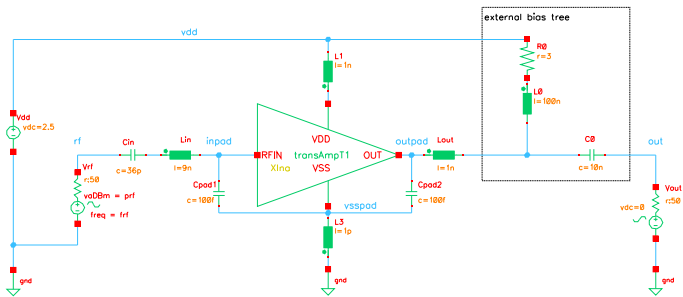 external bias tree
vdd
R0
r=3
L1
l=1n
L0
l=100n
Vdd
vdc=2.5
rf
Cin
c=36p
Lin
l=9n
inpad
VDD
RFIN
transAmpT1
OUT
Xlna
VSS
outpad
Lout
l=1n
C0
c=10n
out
Vrf
r:50
vaDBm = prf
freq = frf
Cpad1
c=100f
Cpad2
c=100f
vsspad
Vout
r:50
vdc=0
L3
l=1p
gnd
gnd
gnd